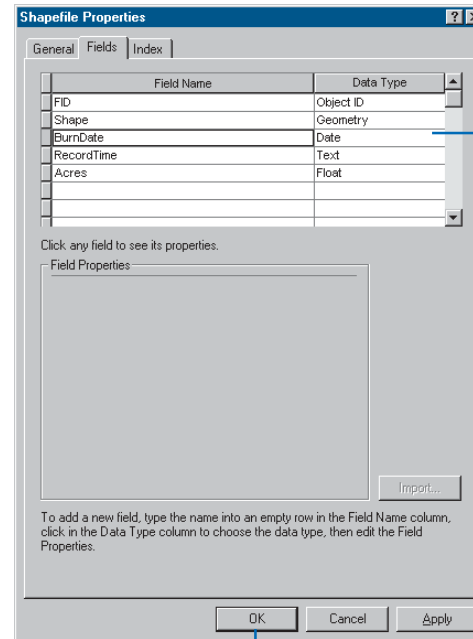 Shapefile Properties
General Fields Index
Field Name Data Type
FID Object ID
Shape Geometry
BurnDate Date
RecordTime Text
Acres Float
Click any field to see its properties.
Field Properties
Import...
To add a new field, type the name into an empty row in the Field Name column,
click in the Data Type column to choose the data type, then edit the Field
Properties.
OK Cancel Apply